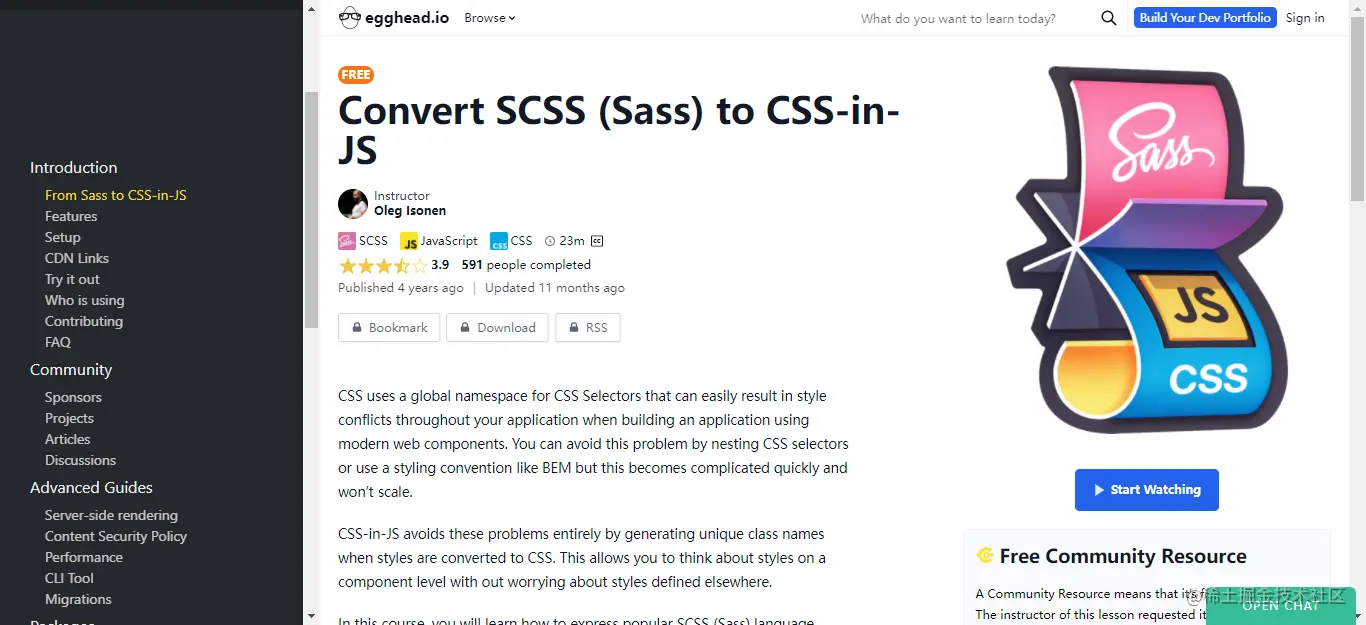 Introduction
From Sass to CSS-in-JS
Features
Setup
CDN Links
Try it out
Who is using
Contributing
FAQ
Community
Sponsors
Projects
Articles
Discussions
Advanced Guides
Server-side rendering
Content Security Policy
Performance
CLI Tool
Migrations
Packages
egghead.io
Browse
What do you want to learn today?
Build Your Dev Portfolio
Sign in
FREE
Convert SCSS (Sass) to CSS-in-
JS
Instructor
Oleg Isonen
SCSS JS JavaScript CSS CSS 23m CC
3.9 591 people completed
Published 4 years ago | Updated 11 months ago
Bookmark Download RSS
CSS uses a global namespace for CSS Selectors that can easily result in style
conflicts throughout your application when building an application using
modern web components. You can avoid this problem by nesting CSS selectors
or use a styling convention like BEM but this becomes complicated quickly and
won't scale.
CSS-in-JS avoids these problems entirely by generating unique class names
when styles are converted to CSS. This allows you to think about styles on a
component level with out worrying about styles defined elsewhere.
In this course, you will learn how to express popular SCSS (Sass) language
Sass
JS
CSS
Start Watching
Free Community Resource
A Community Resource means that it's f
The instructor of this lesson requested it
OPEN CHAT
@稀土掘金技术社区